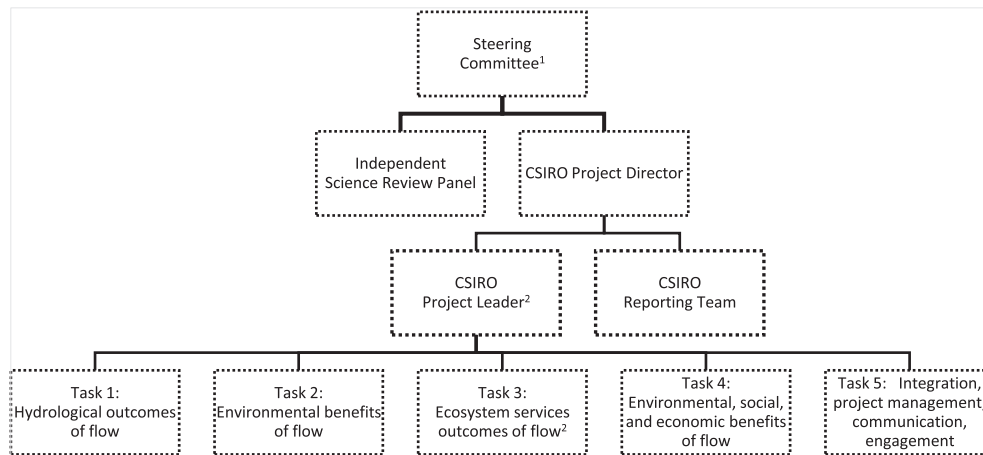 Steering
Committee¹
Independent
Science Review Panel
CSIRO Project Director
CSIRO
Project Leader²
CSIRO
Reporting Team
Task 1:
Hydrological outcomes
of flow
Task 2:
Environmental benefits
of flow
Task 3:
Ecosystem services
outcomes of flow²
Task 4:
Environmental, social,
and economic benefits
of flow
Task 5: Integration,
project management,
communication,
engagement